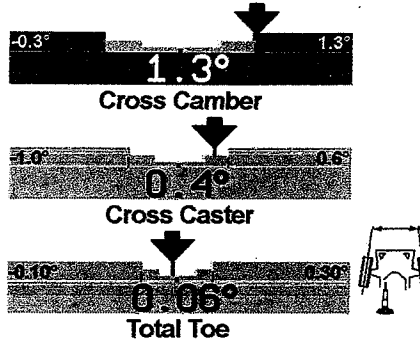 -0.3° 1.3°
1.3°
Cross Camber
-1.0° 0.6°
0.4°
Cross Caster
-0.10° 0.30°
0.06°
Total Toe